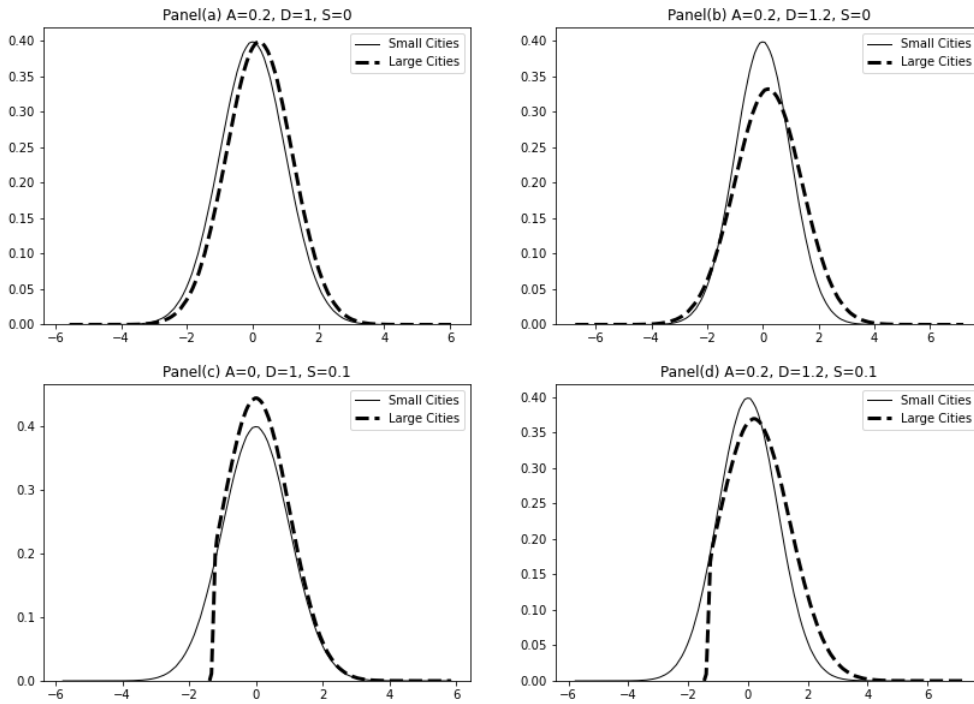 Panel(a) A=0.2, D=1, S=0
0.40
0.35
0.30
0.25
0.20
0.15
0.10
0.05
0.00
−6 −4 −2 0 2 4 6
Small Cities
Large Cities
Panel(b) A=0.2, D=1.2, S=0
0.40
0.35
0.30
0.25
0.20
0.15
0.10
0.05
0.00
−6 −4 −2 0 2 4 6
Small Cities
Large Cities
Panel(c) A=0, D=1, S=0.1
0.4
0.3
0.2
0.1
0.0
−6 −4 −2 0 2 4 6
Small Cities
Large Cities
Panel(d) A=0.2, D=1.2, S=0.1
0.40
0.35
0.30
0.25
0.20
0.15
0.10
0.05
0.00
−6 −4 −2 0 2 4 6
Small Cities
Large Cities